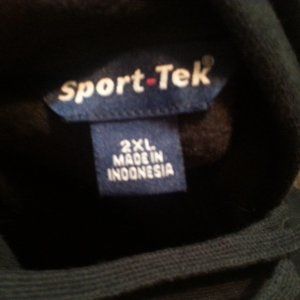 Sport-Tek
2XL
MADE IN
INDONESIA